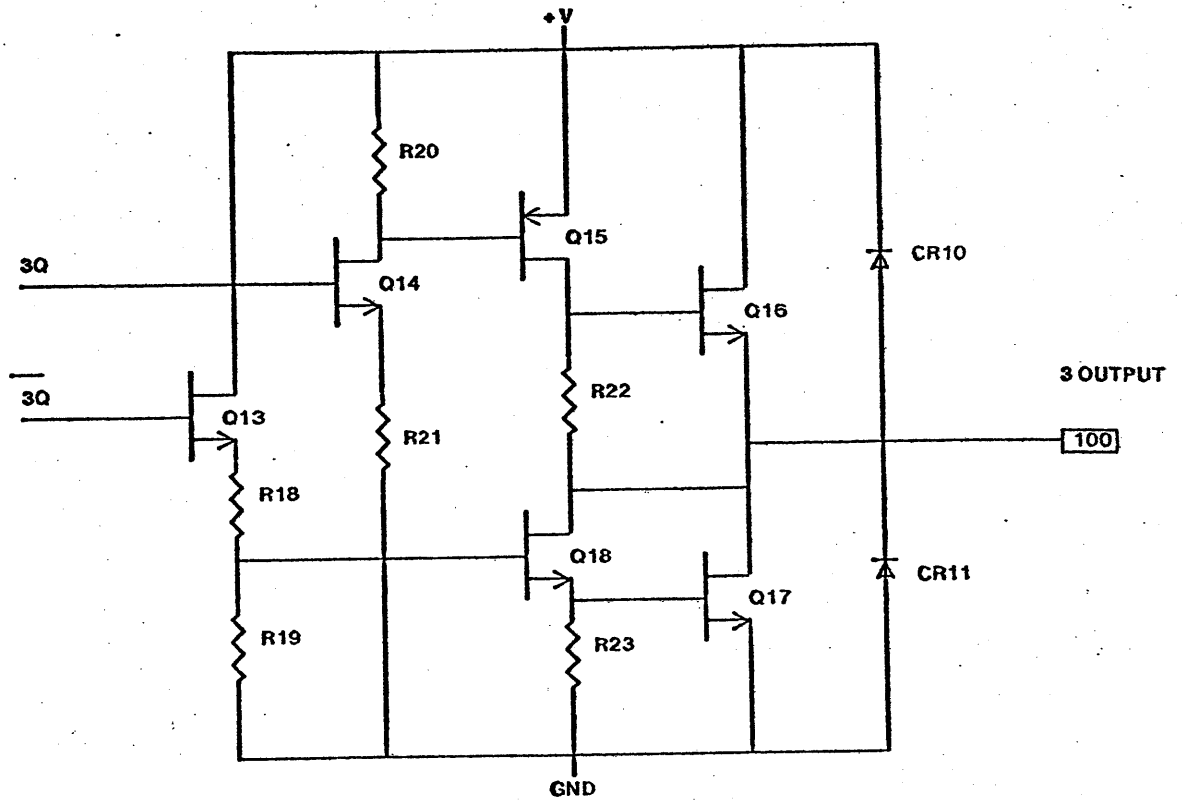 +V
R20
Q15
CR10
3Q
Q14
Q16
3Q
Q13
R22
3 OUTPUT
R21
100
R18
Q18
CR11
Q17
R19
R23
GND